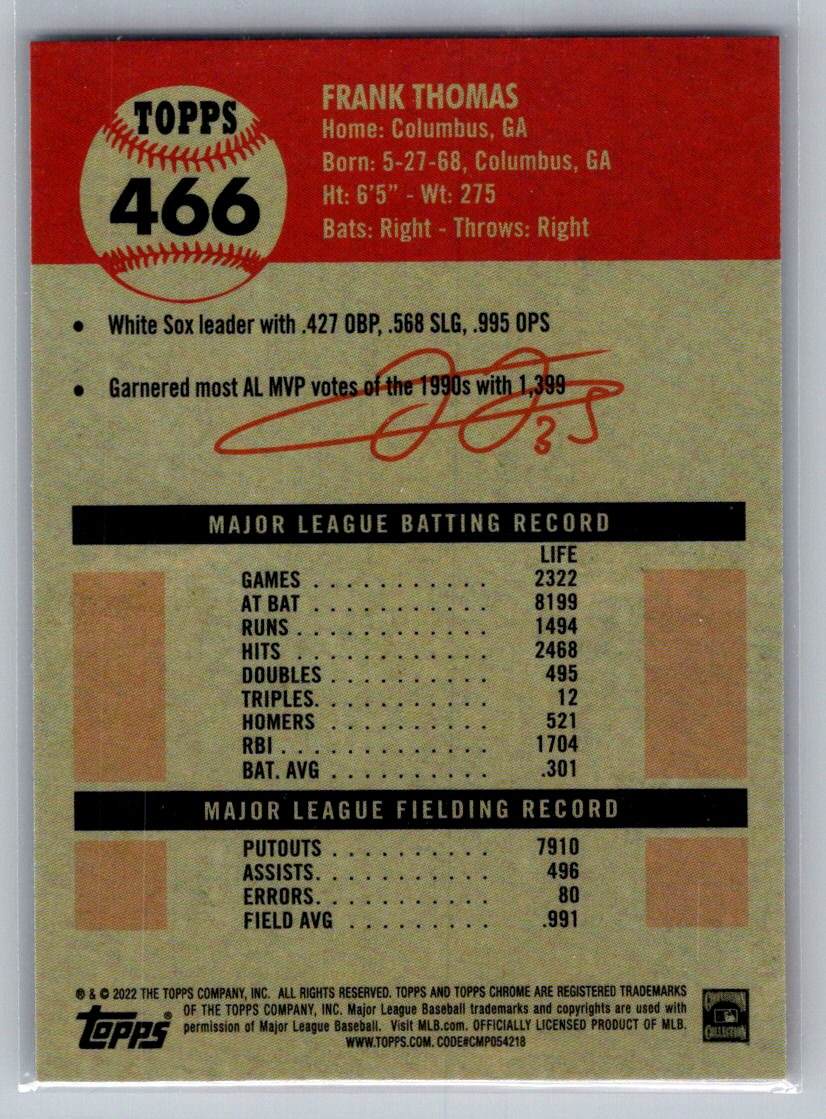 TOPPS
466
FRANK THOMAS
Home: Columbus, GA
Born: 5-27-68, Columbus, GA
Ht: 6'5" - Wt: 275
Bats: Right - Throws: Right
• White Sox leader with .427 OBP, .568 SLG, .995 OPS
• Garnered most AL MVP votes of the 1990s with 1,399
35
MAJOR LEAGUE BATTING RECORD
LIFE
GAMES . . . . . . . . . . . 2322
AT BAT . . . . . . . . . . . 8199
RUNS . . . . . . . . . . . . 1494
HITS . . . . . . . . . . . . 2468
DOUBLES . . . . . . . . . . 495
TRIPLES. . . . . . . . . . . 12
HOMERS . . . . . . . . . . 521
RBI . . . . . . . . . . . . . 1704
BAT. AVG . . . . . . . . . . .301
MAJOR LEAGUE FIELDING RECORD
PUTOUTS . . . . . . . . . . 7910
ASSISTS. . . . . . . . . . . 496
ERRORS. . . . . . . . . . . 80
FIELD AVG . . . . . . . . . .991
® & © 2022 THE TOPPS COMPANY, INC. ALL RIGHTS RESERVED. TOPPS AND TOPPS CHROME ARE REGISTERED TRADEMARKS
OF THE TOPPS COMPANY, INC. Major League Baseball trademarks and copyrights are used with
permission of Major League Baseball. Visit MLB.com. OFFICIALLY LICENSED PRODUCT OF MLB.
WWW.TOPPS.COM. CODE#CMP054218
topps®
COOPERSTOWN
COLLECTION